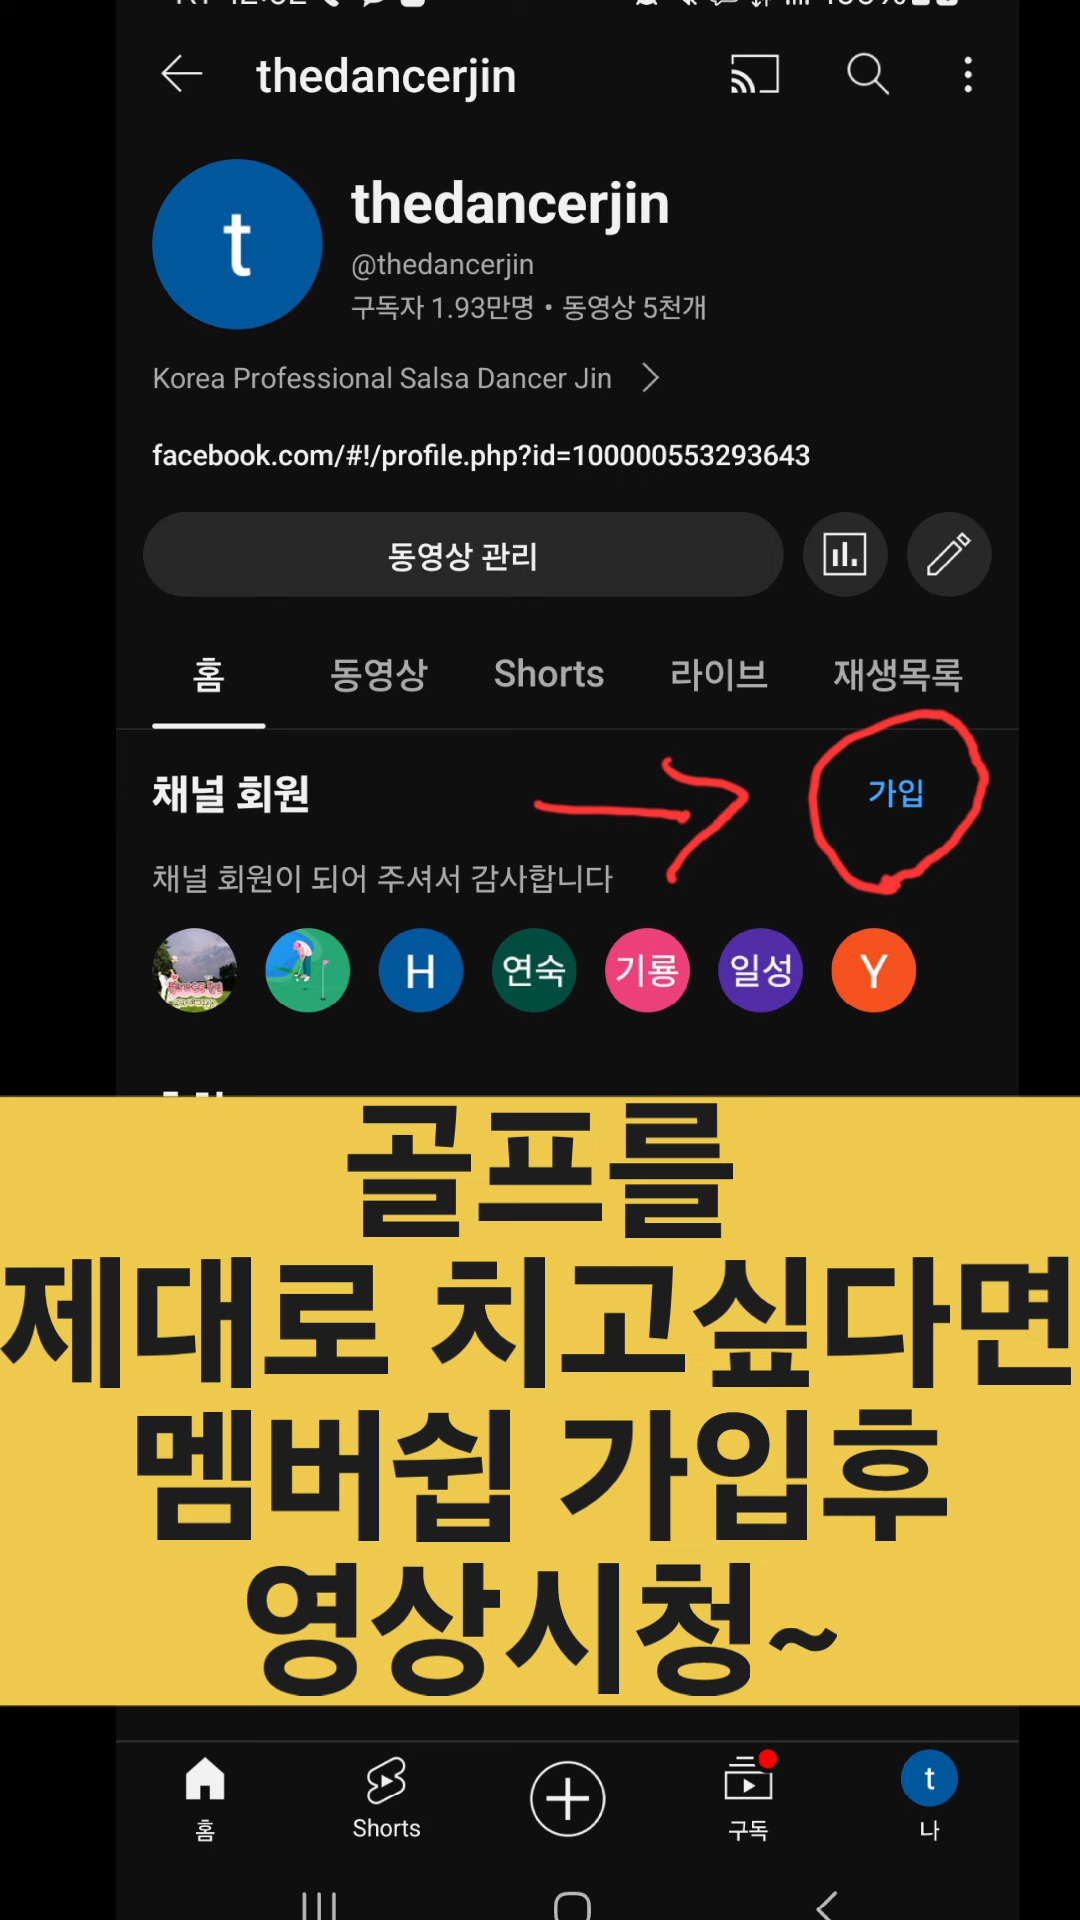 thedancerjin
t
thedancerjin
@thedancerjin
구독자 1.93만명 • 동영상 5천개
Korea Professional Salsa Dancer Jin
facebook.com/#!/profile.php?id=100000553293643
동영상 관리
홈 동영상 Shorts 라이브 재생목록
채널 회원 가입
채널 회원이 되어 주셔서 감사합니다
H 연숙 기룡 일성 Y
골프를
제대로 치고싶다면
멤버쉽 가입후
영상시청~
t
홈 Shorts 구독 나